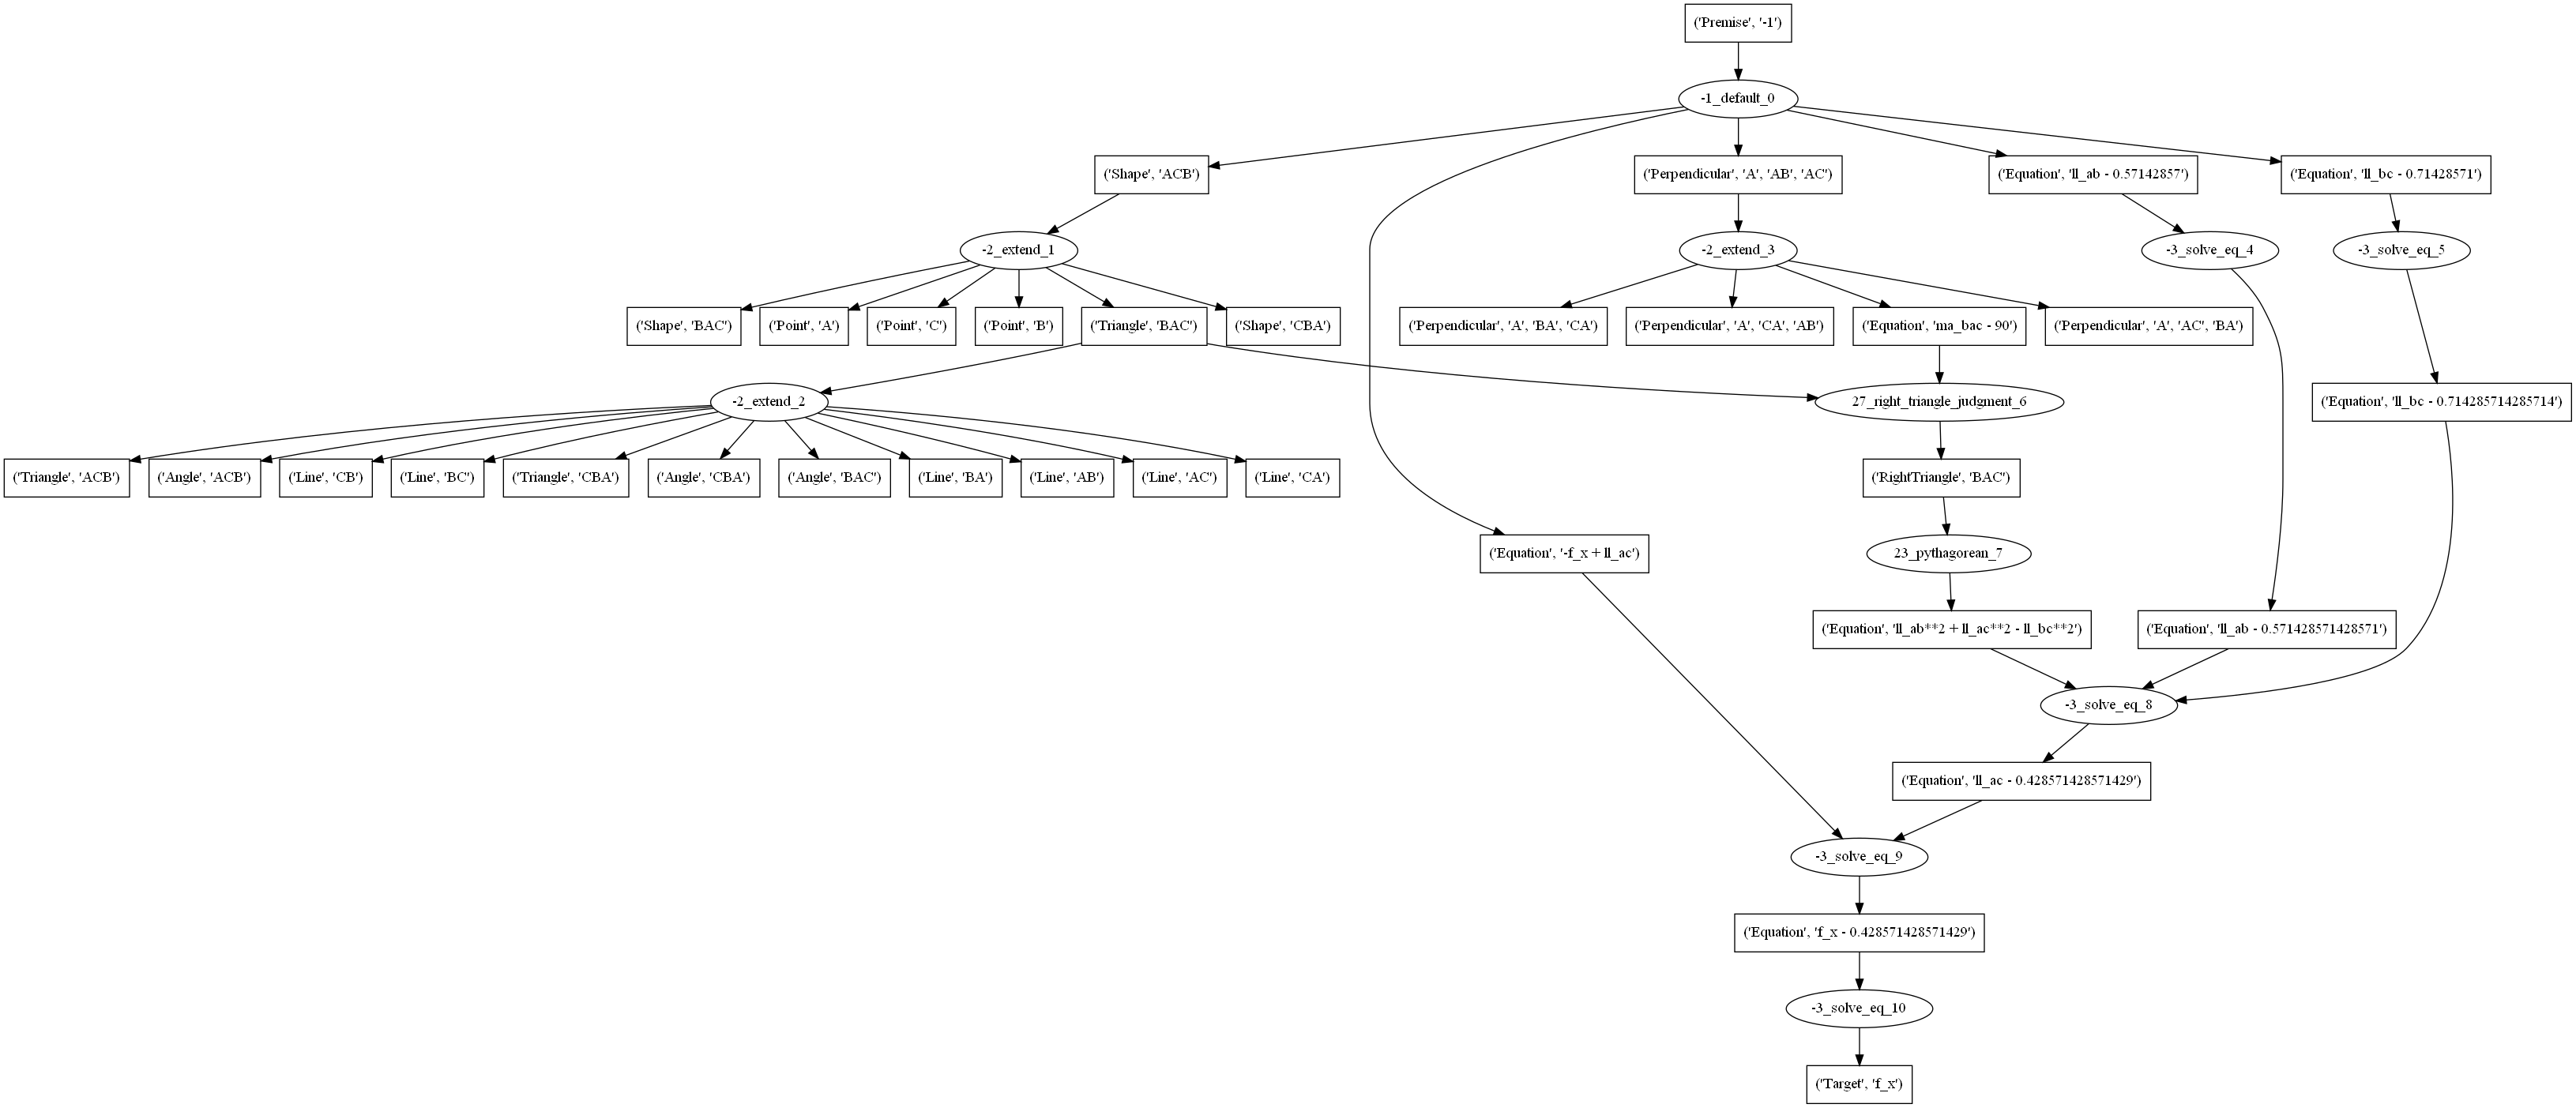 ('Premise', '-1')
-1_default_0
('Shape', 'ACB')
('Perpendicular', 'A', 'AB', 'AC')
('Equation', 'll_ab - 0.57142857')
('Equation', 'll_bc - 0.71428571')
-2_extend_1
-2_extend_3
-3_solve_eq_4
-3_solve_eq_5
('Shape', 'BAC')
('Point', 'A')
('Point', 'C')
('Point', 'B')
('Triangle', 'BAC')
('Shape', 'CBA')
('Perpendicular', 'A', 'BA', 'CA')
('Perpendicular', 'A', 'CA', 'AB')
('Equation', 'ma_bac - 90')
('Perpendicular', 'A', 'AC', 'BA')
-2_extend_2
27_right_triangle_judgment_6
('Equation', 'll_bc - 0.714285714285714')
('Triangle', 'ACB')
('Angle', 'ACB')
('Line', 'CB')
('Line', 'BC')
('Triangle', 'CBA')
('Angle', 'CBA')
('Angle', 'BAC')
('Line', 'BA')
('Line', 'AB')
('Line', 'AC')
('Line', 'CA')
('RightTriangle', 'BAC')
('Equation', '-f_x + ll_ac')
23_pythagorean_7
('Equation', 'll_ab**2 + ll_ac**2 - ll_bc**2')
('Equation', 'll_ab - 0.571428571428571')
-3_solve_eq_8
('Equation', 'll_ac - 0.428571428571429')
-3_solve_eq_9
('Equation', 'f_x - 0.428571428571429')
-3_solve_eq_10
('Target', 'f_x')